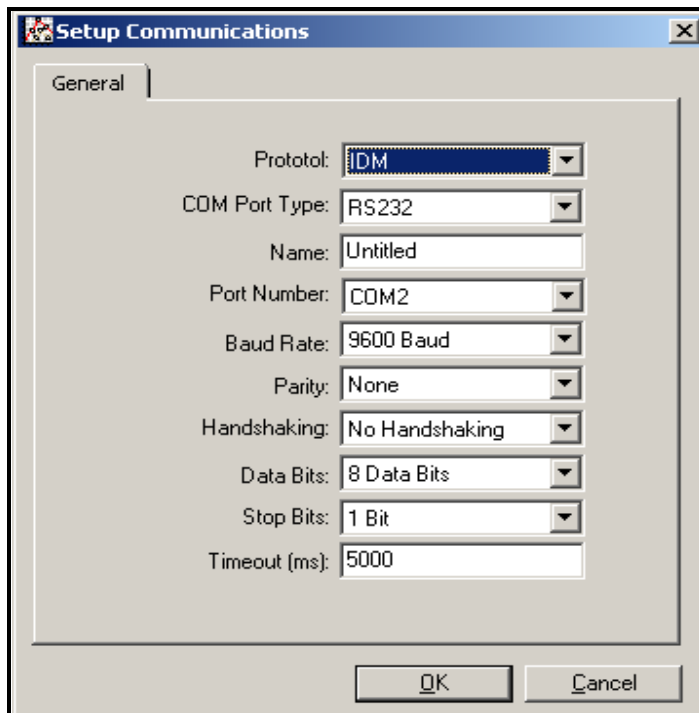 Setup Communications
General
Prototol: IDM
COM Port Type: RS232
Name: Untitled
Port Number: COM2
Baud Rate: 9600 Baud
Parity: None
Handshaking: No Handshaking
Data Bits: 8 Data Bits
Stop Bits: 1 Bit
Timeout (ms): 5000
OK Cancel